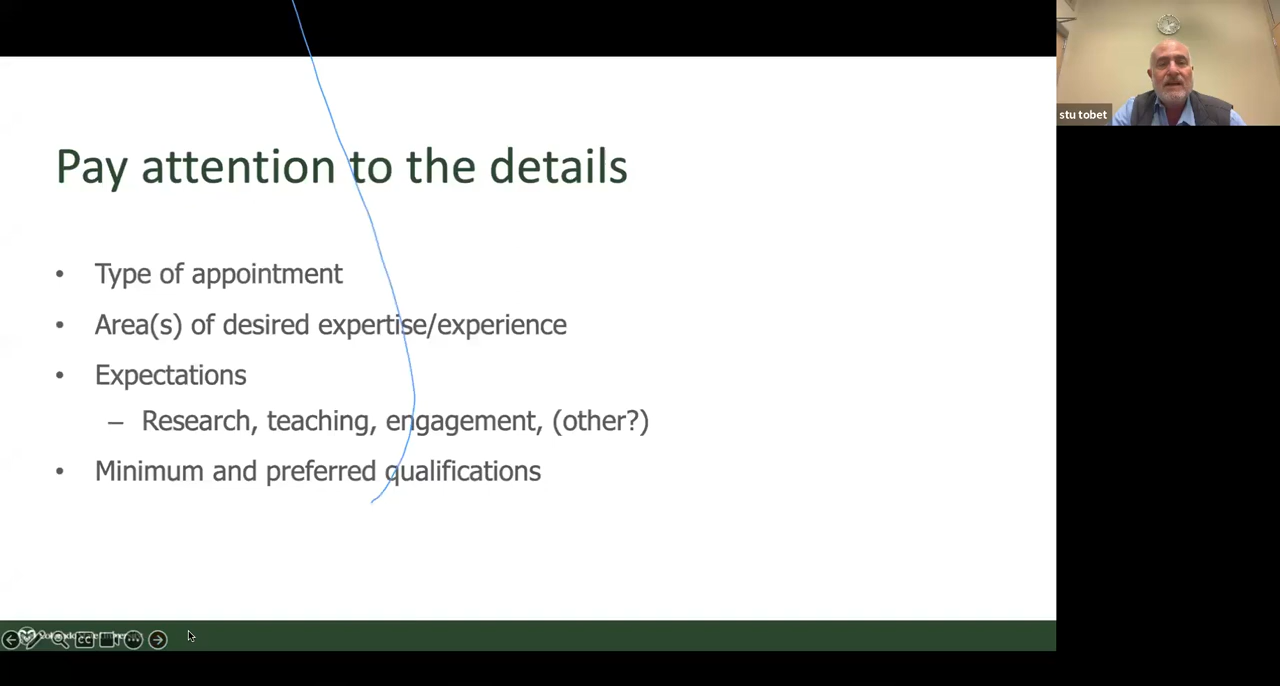 Pay attention to the details
• Type of appointment
• Area(s) of desired expertise/experience
• Expectations
– Research, teaching, engagement, (other?)
• Minimum and preferred qualifications
stu tobet
CC